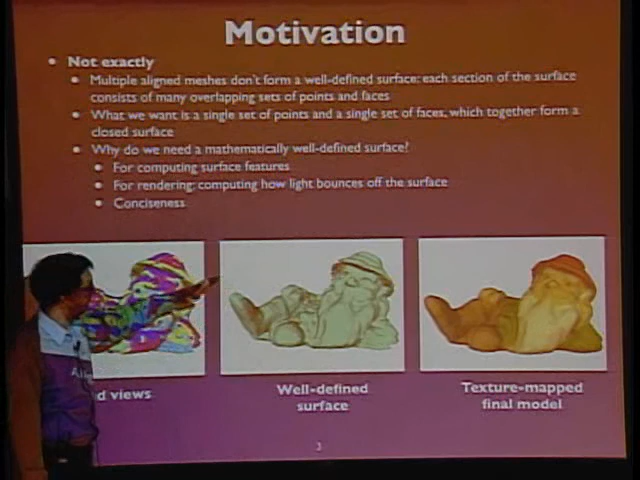 Motivation
Not exactly
Multiple aligned meshes don't form a well-defined surface: each section of the surface
consists of many overlapping sets of points and faces
What we want is a single set of points and a single set of faces, which together form a
closed surface
Why do we need a mathematically well-defined surface?
For computing surface features
For rendering: computing how light bounces off the surface
Conciseness
d views
Well-defined
surface
Texture-mapped
final model
3